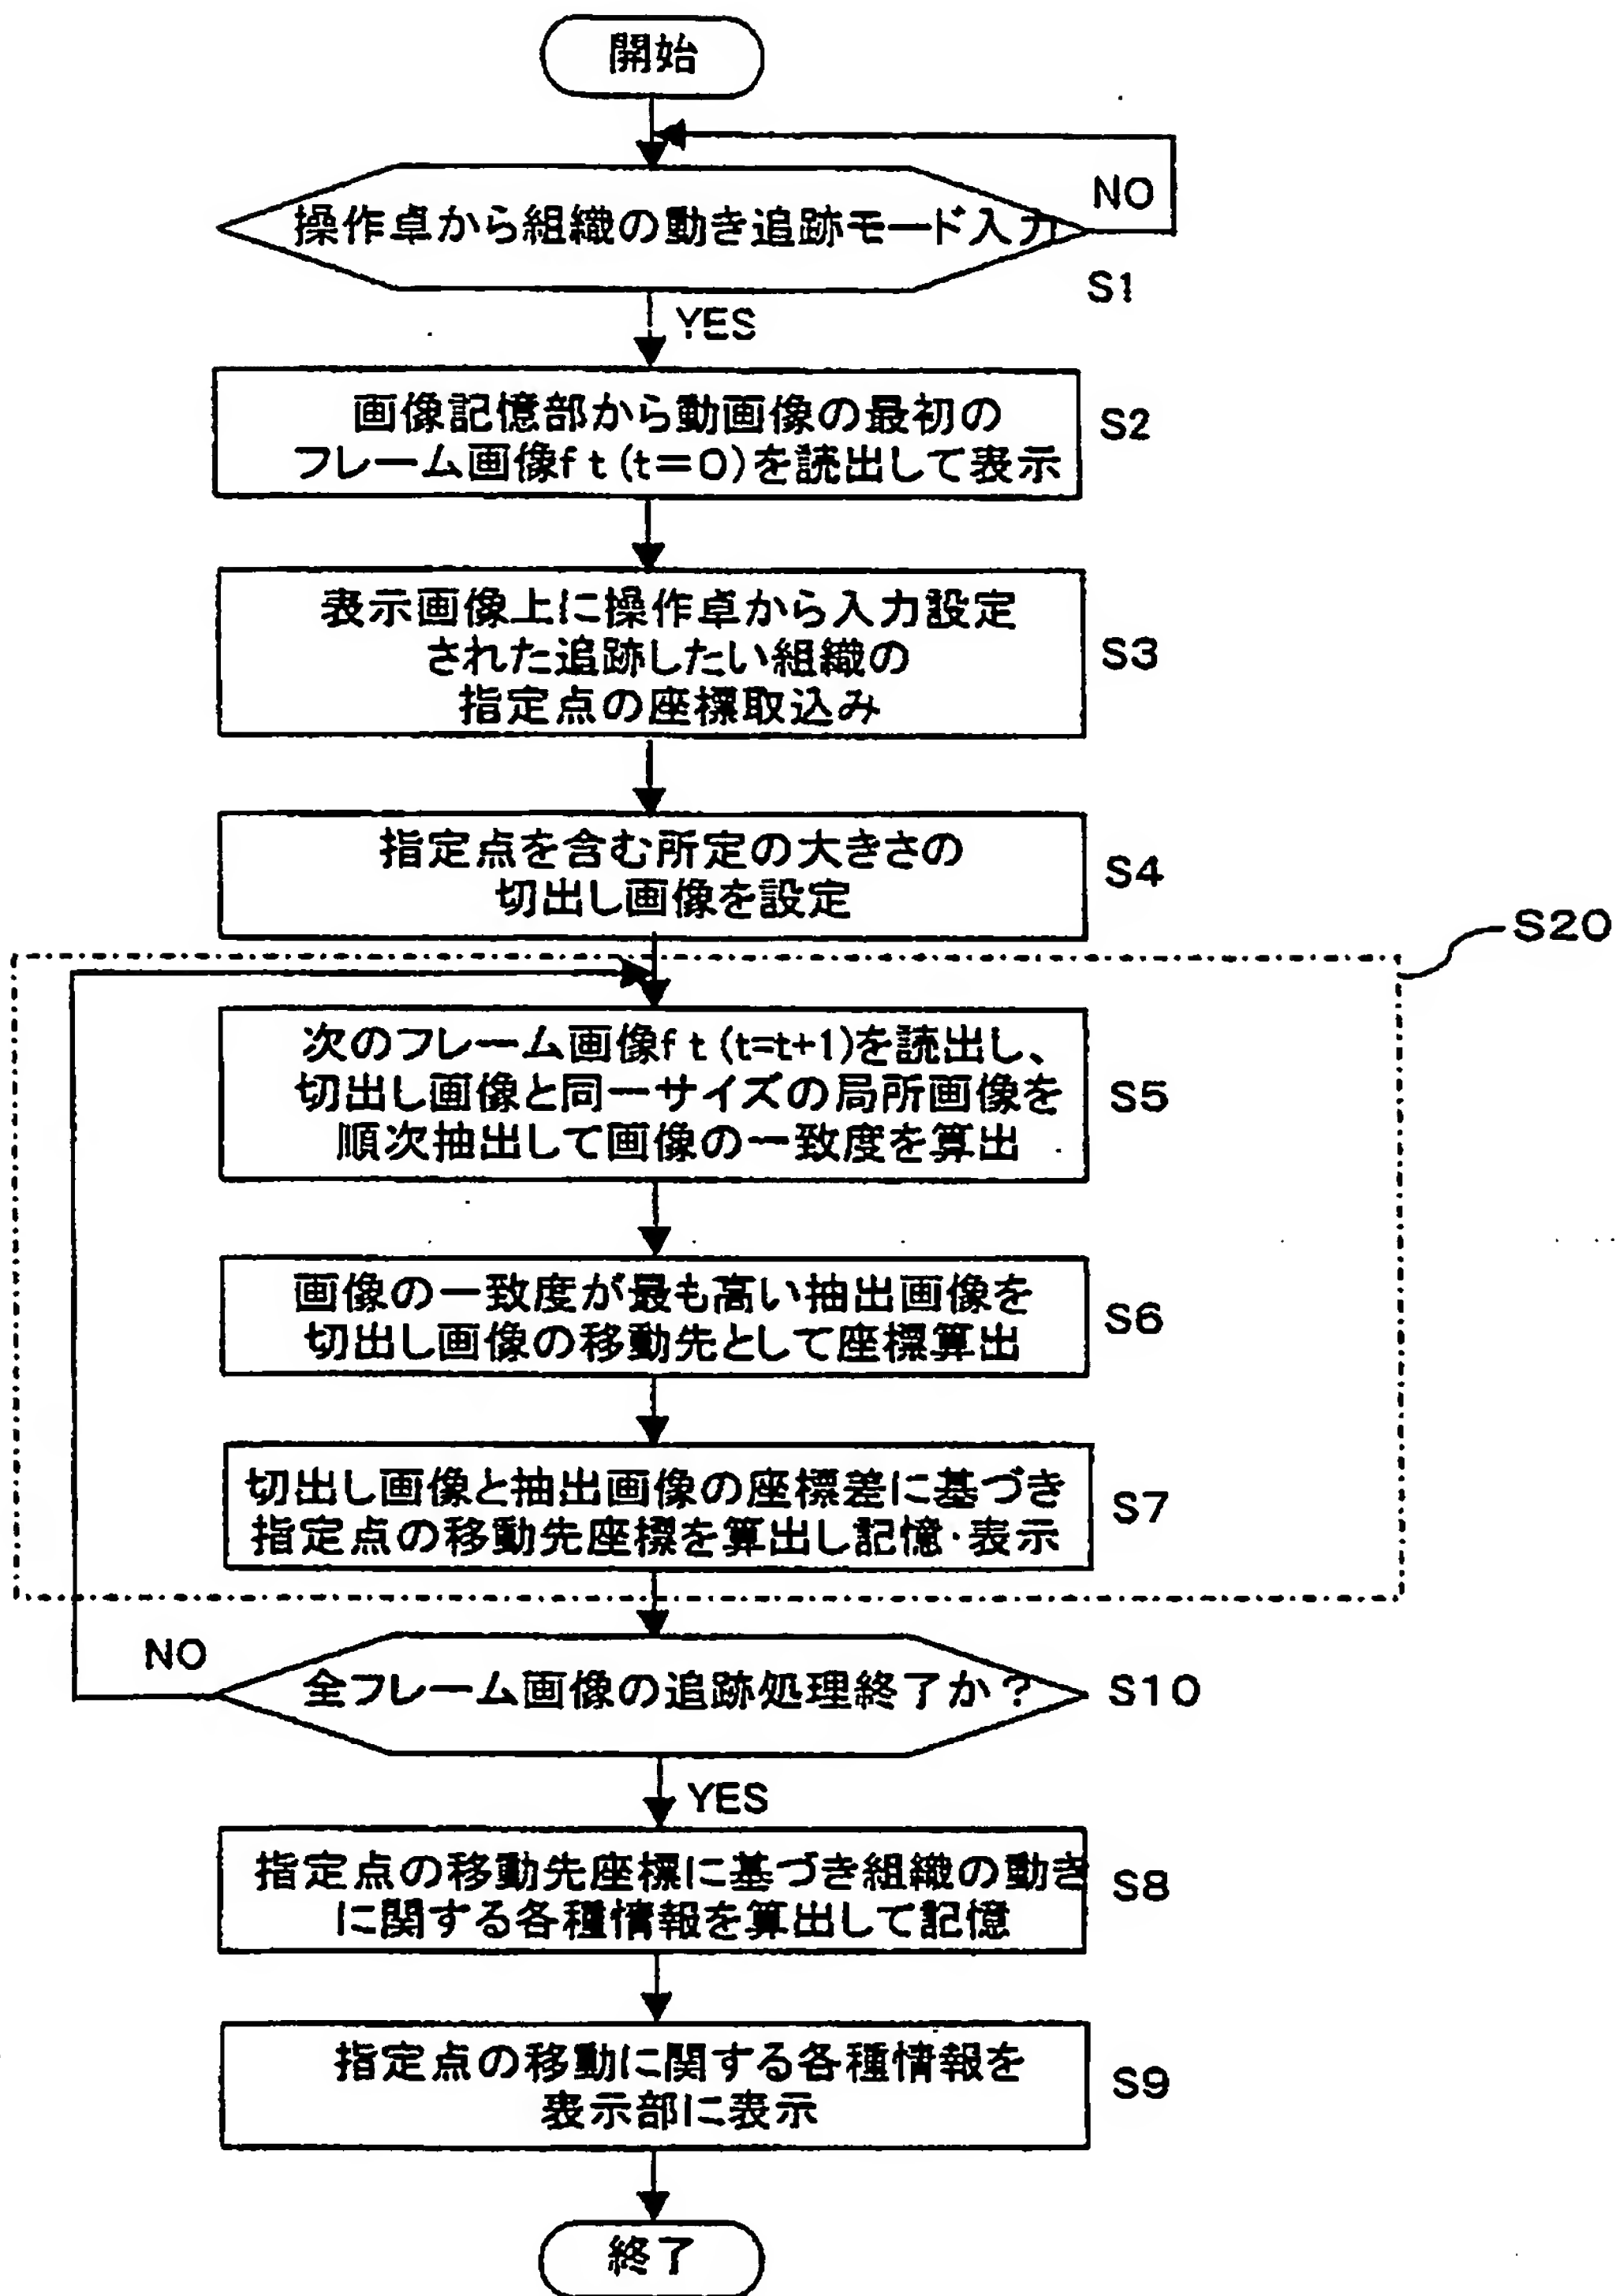 開始
NO
操作卓から組織の動き追跡モード入力
S1
YES
画像記憶部から動画像の最初の
フレーム画像f t (t=0)を読出して表示
S2
表示画像上に操作卓から入力設定
された追跡したい組織の
指定点の座標取込み
S3
指定点を含む所定の大きさの
切出し画像を設定
S4
S20
次のフレーム画像f t (t=t+1)を読出し、
切出し画像と同一サイズの局所画像を
順次抽出して画像の一致度を算出
S5
画像の一致度が最も高い抽出画像を
切出し画像の移動先として座標算出
S6
切出し画像と抽出画像の座標差に基づき
指定点の移動先座標を算出し記憶・表示
S7
NO
全フレーム画像の追跡処理終了か?
S10
YES
指定点の移動先座標に基づき組織の動き
に関する各種情報を算出して記憶
S8
指定点の移動に関する各種情報を
表示部に表示
S9
終了